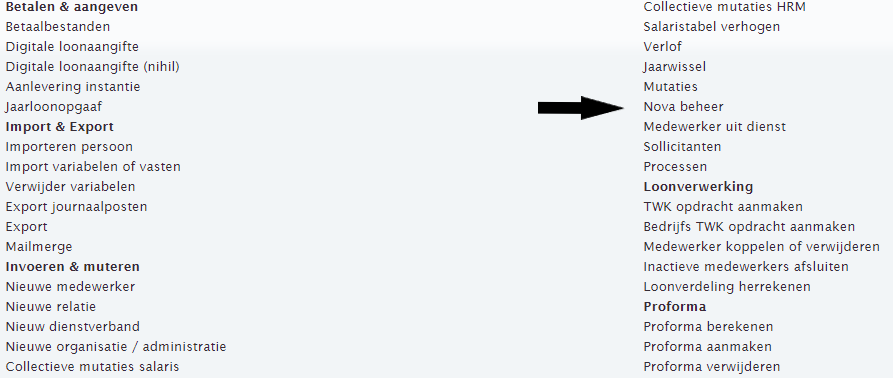 Betalen & aangeven
Betaalbestanden
Digitale loonaangifte
Digitale loonaangifte (nihil)
Aanlevering instantie
Jaarloonopgaaf
Import & Export
Importeren persoon
Import variabelen of vasten
Verwijder variabelen
Export journaalposten
Export
Mailmerge
Invoeren & muteren
Nieuwe medewerker
Nieuwe relatie
Nieuw dienstverband
Nieuwe organisatie / administratie
Collectieve mutaties salaris
Collectieve mutaties HRM
Salaristabel verhogen
Verlof
Jaarwissel
Mutaties
Nova beheer
Medewerker uit dienst
Sollicitanten
Processen
Loonverwerking
TWK opdracht aanmaken
Bedrijfs TWK opdracht aanmaken
Medewerker koppelen of verwijderen
Inactieve medewerkers afsluiten
Loonverdeling herrekenen
Proforma
Proforma berekenen
Proforma aanmaken
Proforma verwijderen